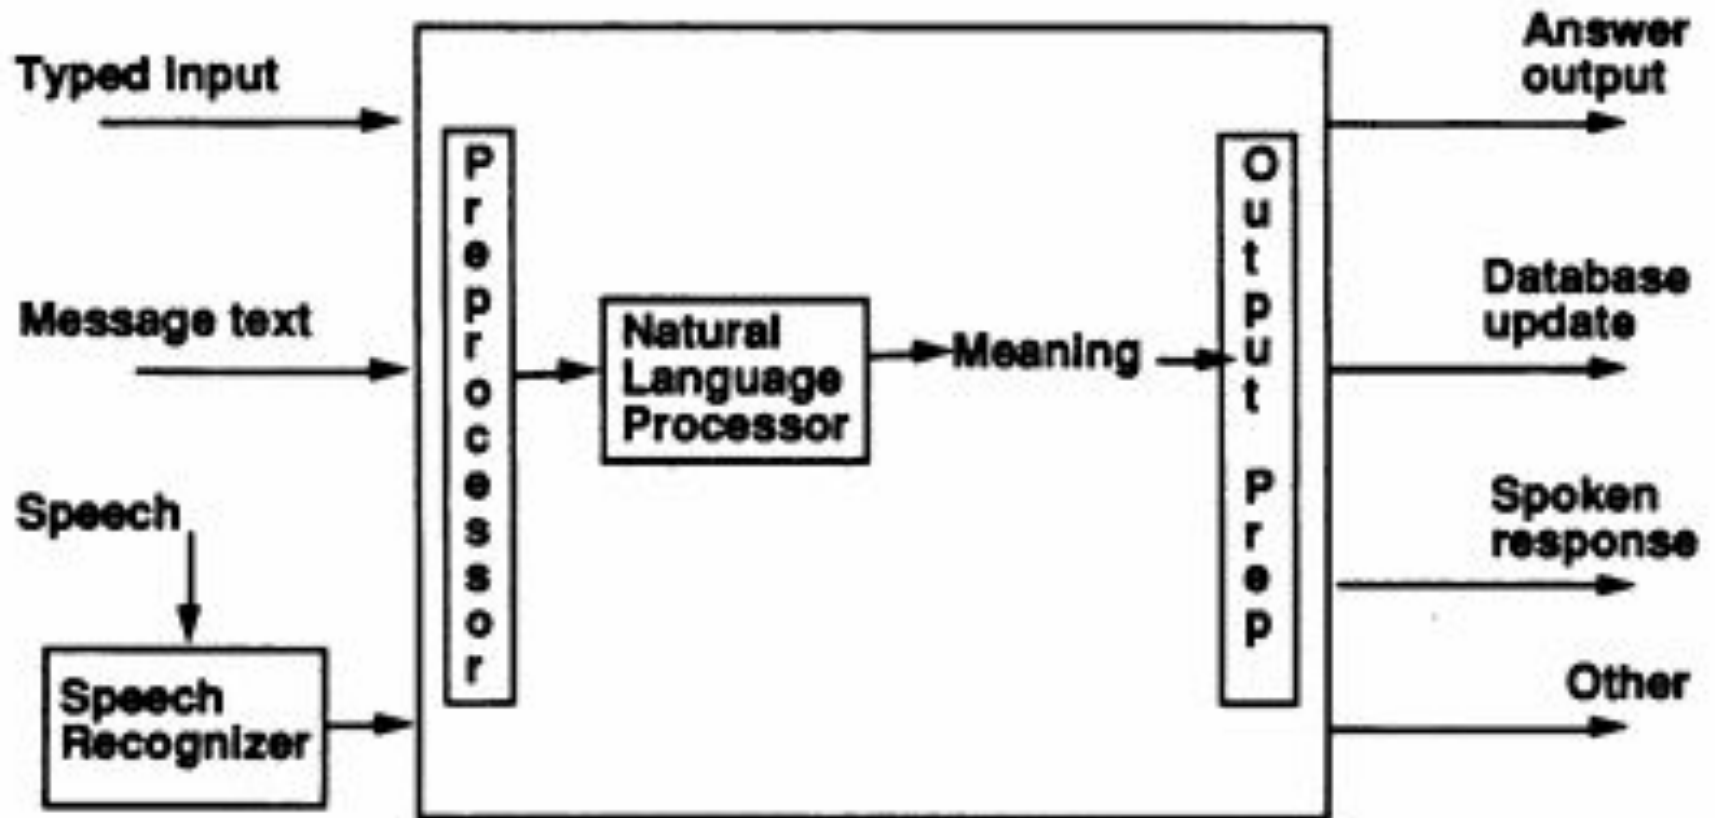 Typed input
Message text
Speech
Speech
Recognizer
Preprocessor
Natural
Language
Processor
Meaning
Output Prep
Answer
output
Database
update
Spoken
response
Other